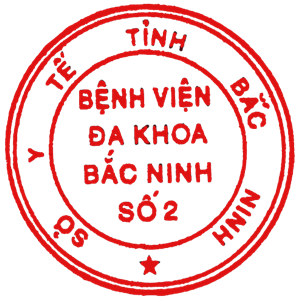 SỞ Y TẾ TỈNH BẮC NINH
BỆNH VIỆN
ĐA KHOA
BẮC NINH
SỐ 2